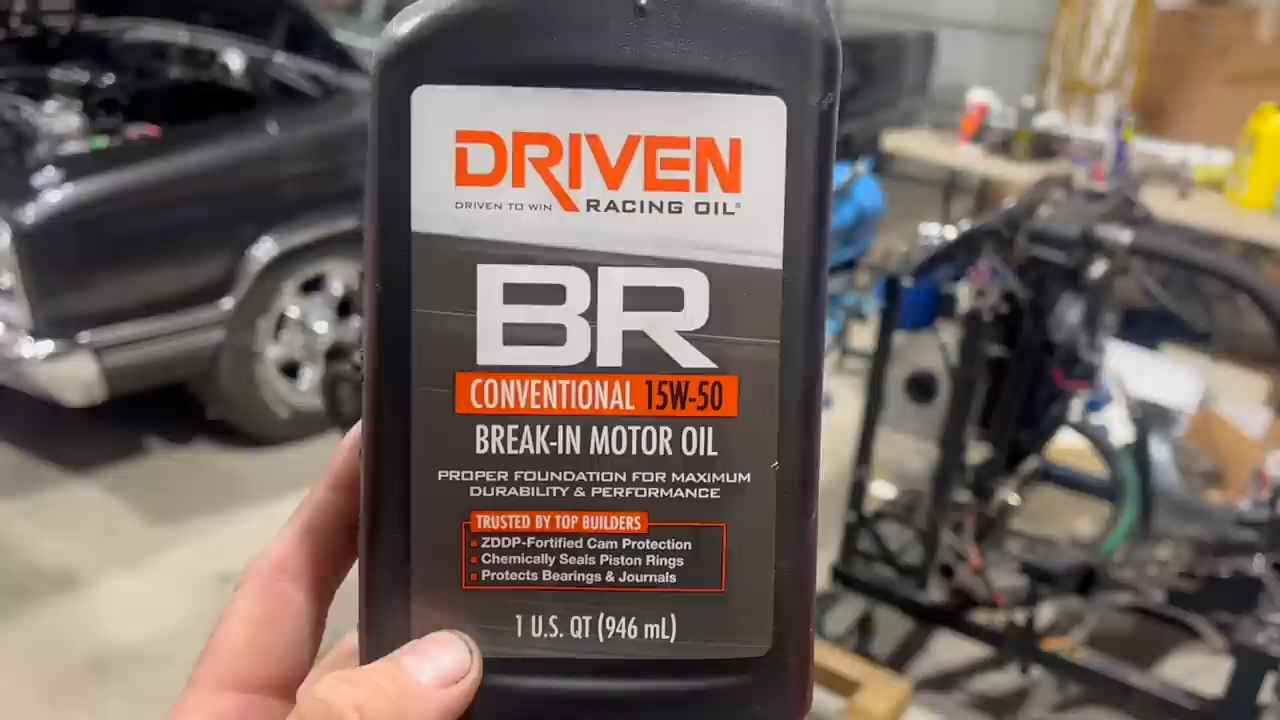 DRIVEN
DRIVEN TO WIN RACING OIL®
BR
CONVENTIONAL 15W-50
BREAK-IN MOTOR OIL
PROPER FOUNDATION FOR MAXIMUM
DURABILITY & PERFORMANCE
TRUSTED BY TOP BUILDERS
▪ ZDDP-Fortified Cam Protection
▪ Chemically Seals Piston Rings
▪ Protects Bearings & Journals
1 U.S. QT (946 mL)